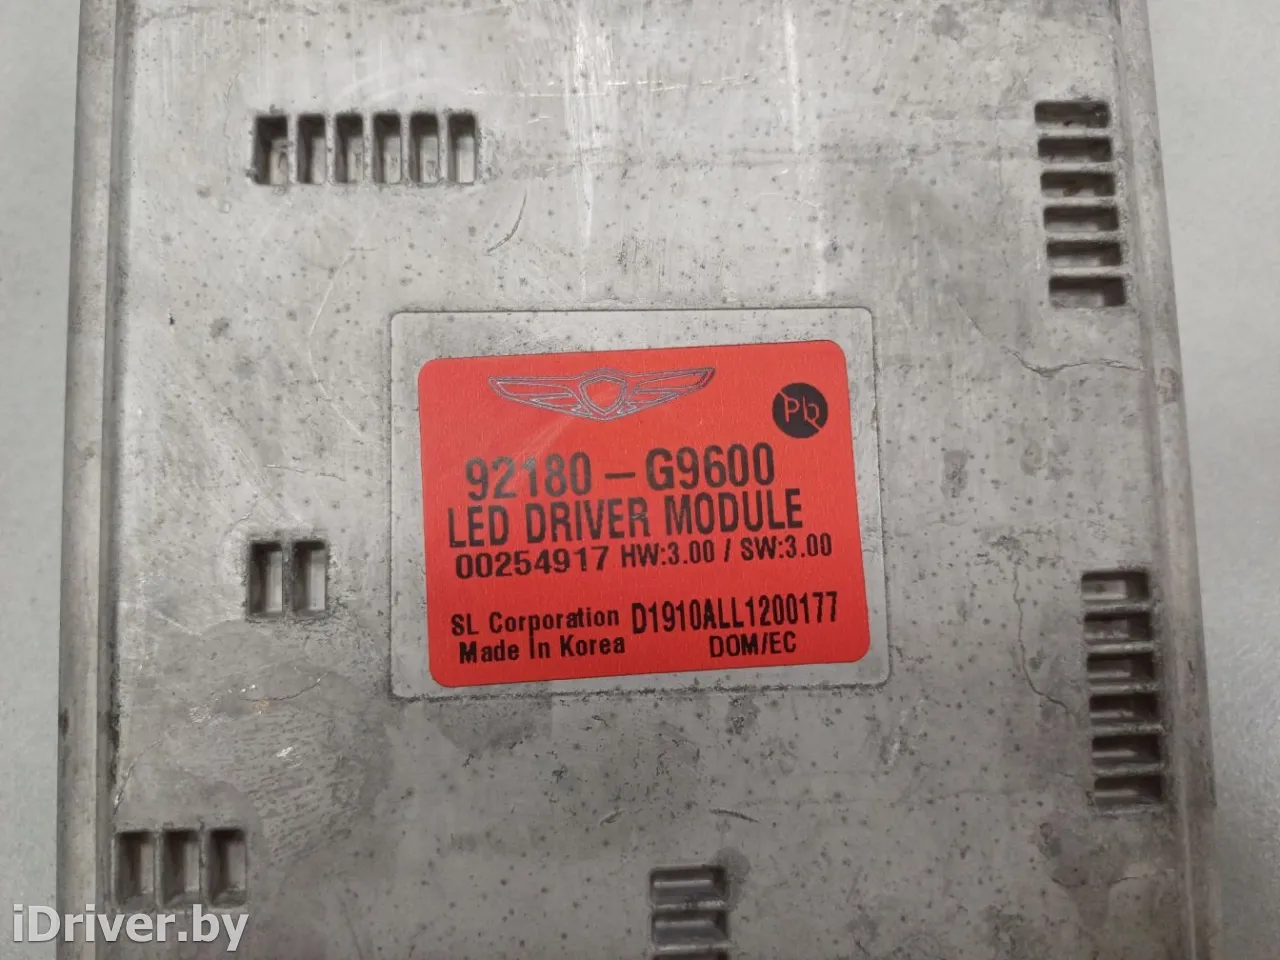 Pb
92180-G9600
LED DRIVER MODULE
00254917 HW:3.00 / SW:3.00
SL Corporation D1910ALL1200177
Made In Korea DOM/EC
iDriver.by